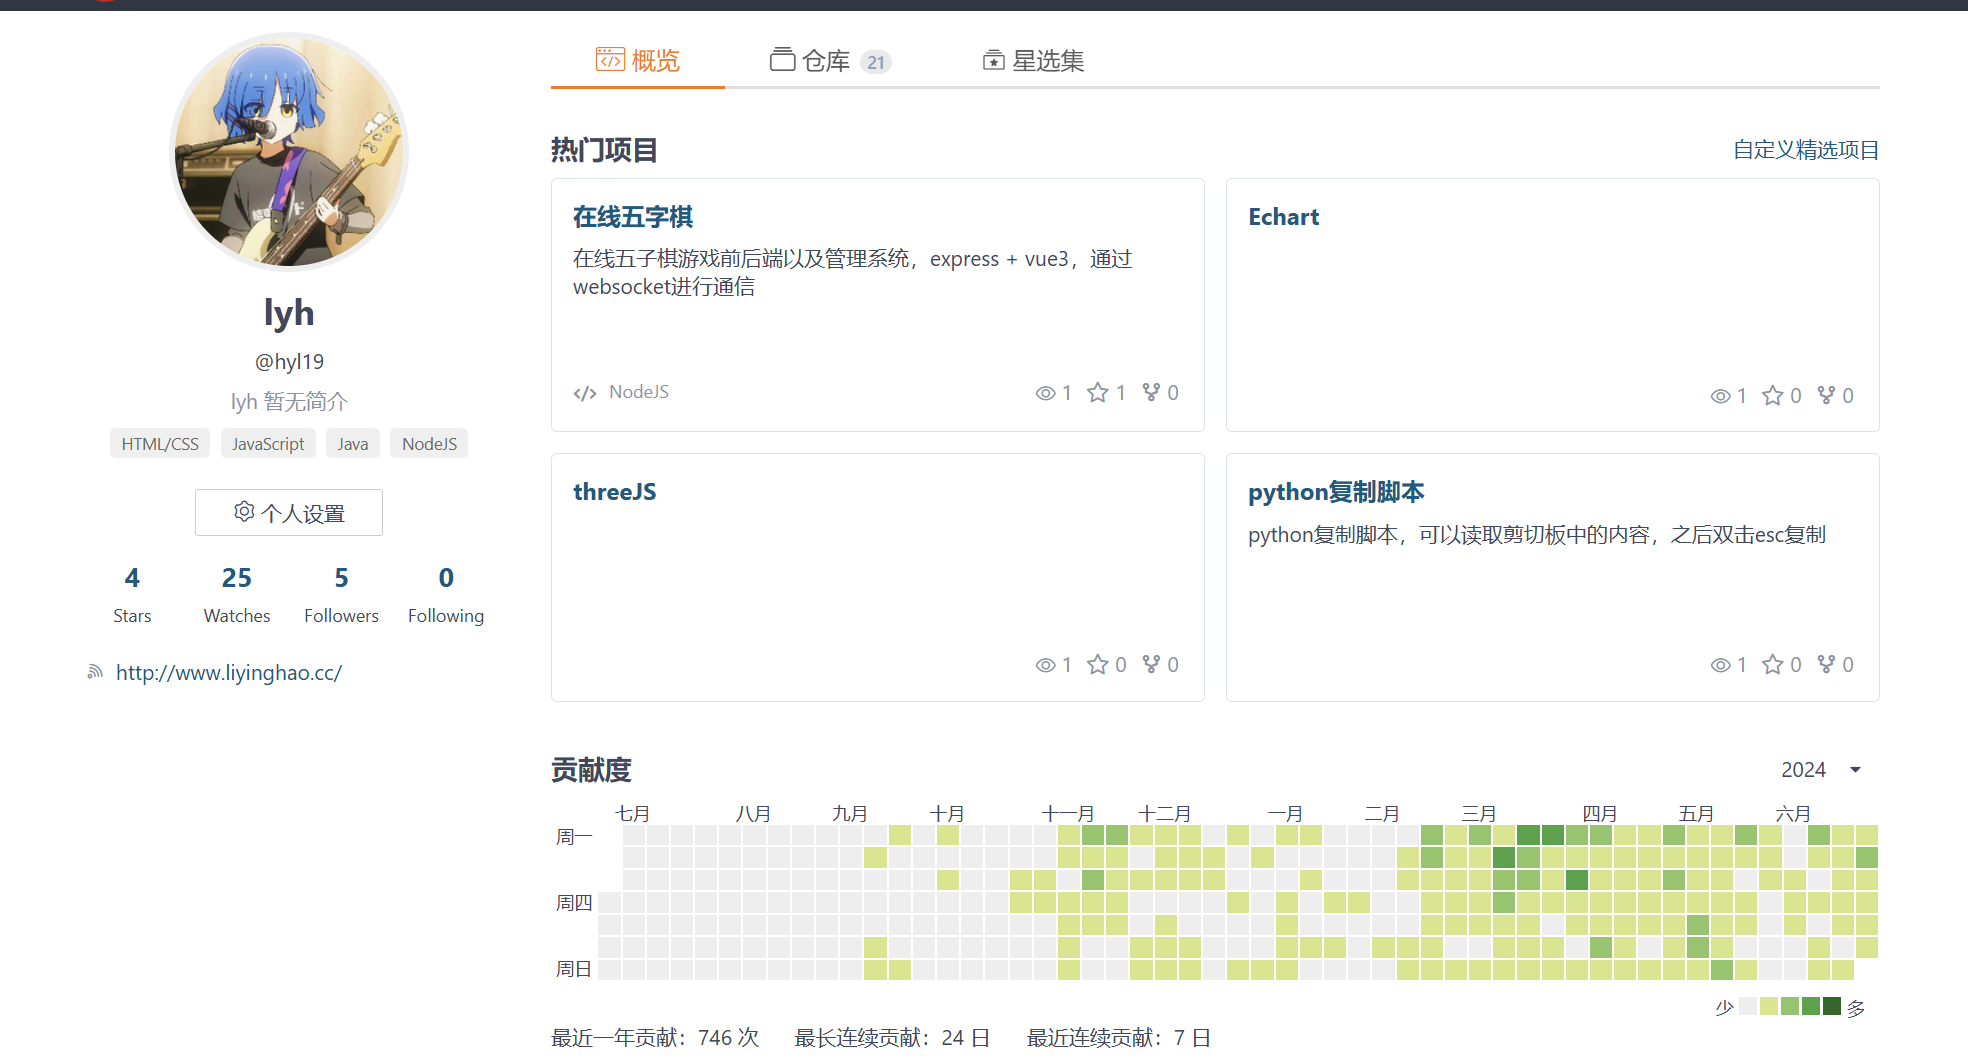 概览
仓库 21
星选集
lyh
@hyl19
lyh 暂无简介
HTML/CSS JavaScript Java NodeJS
个人设置
4 25 5 0
Stars Watches Followers Following
http://www.liyinghao.cc/
热门项目
自定义精选项目
在线五字棋
在线五子棋游戏前后端以及管理系统，express + vue3，通过
websocket进行通信
NodeJS
1 1 0
Echart
1 0 0
threeJS
1 0 0
python复制脚本
python复制脚本，可以读取剪切板中的内容，之后双击esc复制
1 0 0
贡献度
2024
七月 八月 九月 十月 十一月 十二月 一月 二月 三月 四月 五月 六月
周一
周四
周日
少 多
最近一年贡献：746 次 最长连续贡献：24 日 最近连续贡献：7 日